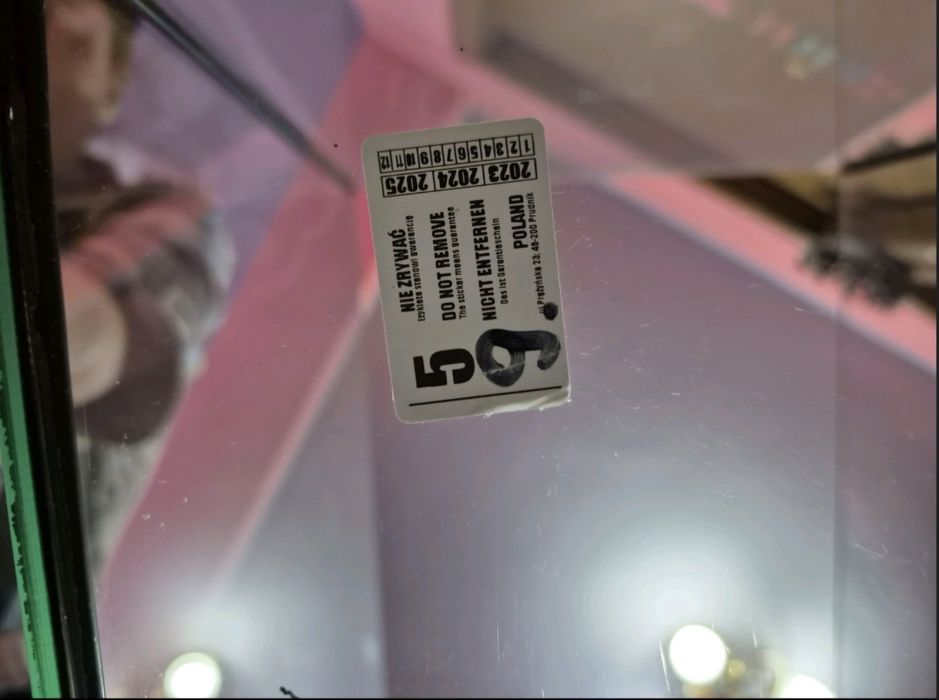 1 2 3 4 5 6 7 8 9 10 11 12
2023 2024 2025
NIE ZRYWAĆ
DO NOT REMOVE
The sticker means guarantee
NICHT ENTFERNEN
Das ist Garantieschein
POLAND
48-200 Prudnik
5
9.